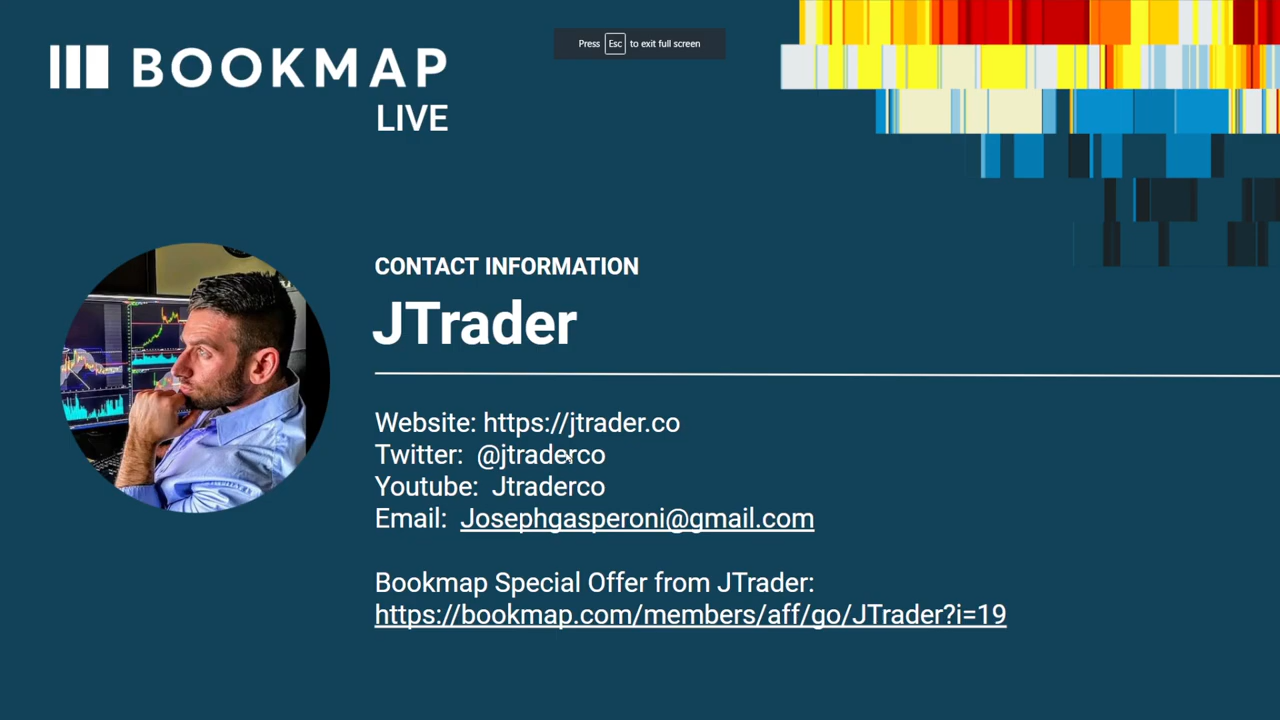 BOOKMAP
LIVE
Press Esc to exit full screen
CONTACT INFORMATION
JTrader
Website: https://jtrader.co
Twitter: @jtraderco
Youtube: Jtraderco
Email: Josephgasperoni@gmail.com
Bookmap Special Offer from JTrader:
https://bookmap.com/members/aff/go/JTrader?i=19